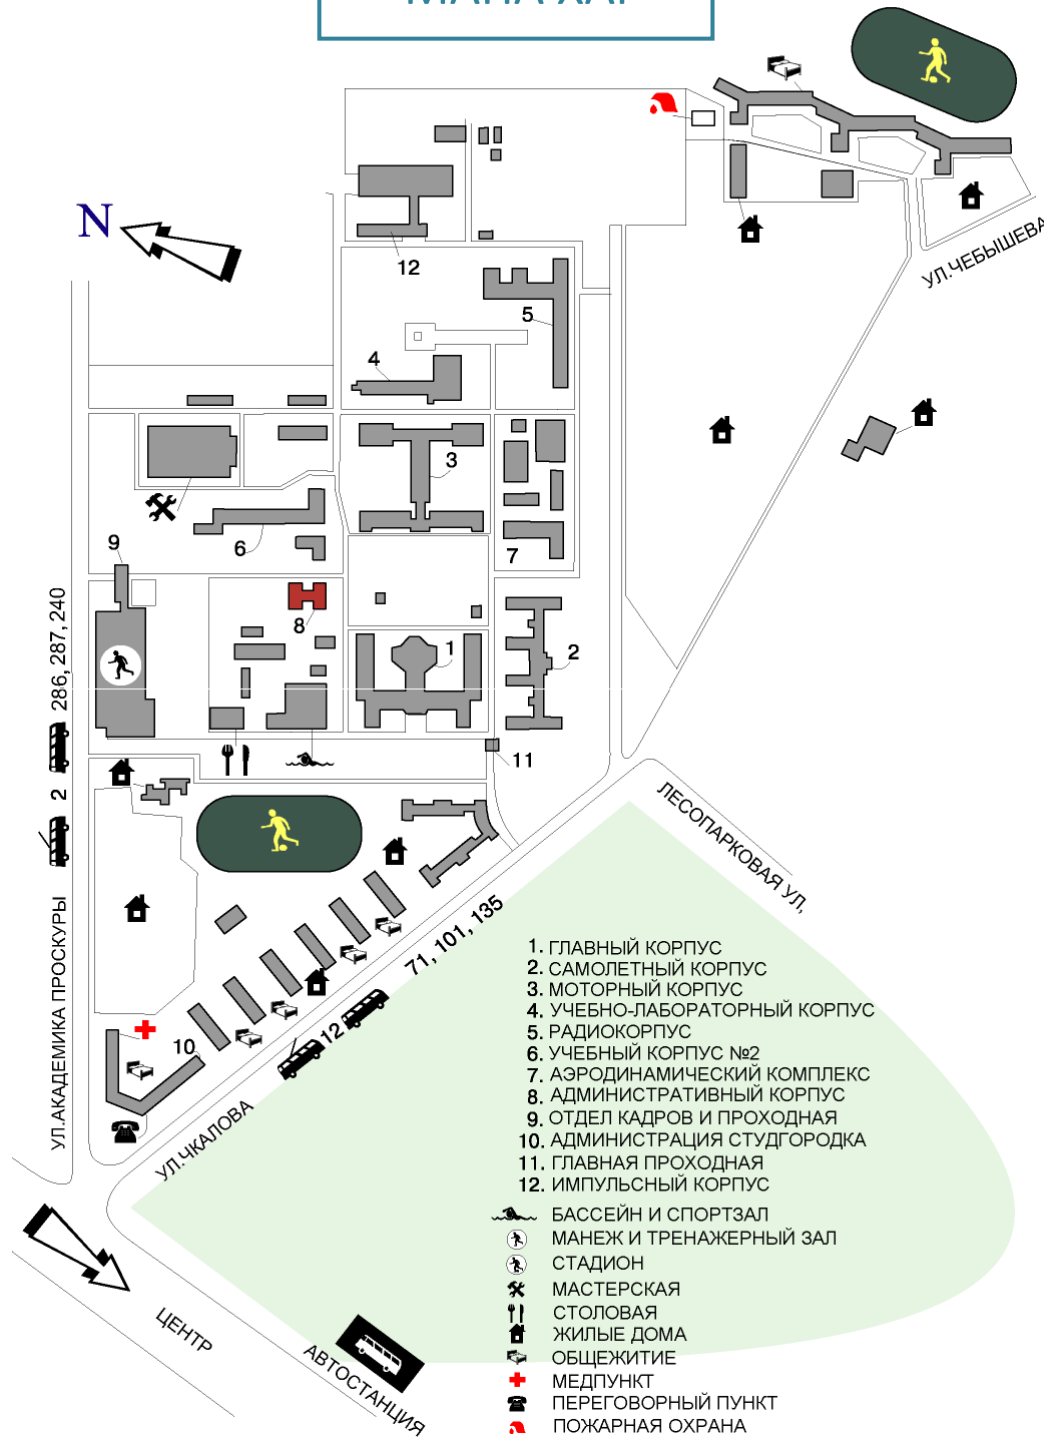 N
12
5
4
3
6
9
7
8
1
2
11
10
УЛ.ЧЕБЫШЕВА
286, 287, 240
2
УЛ.АКАДЕМИКА ПРОСКУРЫ
ЛЕСОПАРКОВАЯ УЛ,
71, 101, 135
12
УЛ.ЧКАЛОВА
ЦЕНТР
АВТОСТАНЦИЯ
1. ГЛАВНЫЙ КОРПУС
2. САМОЛЕТНЫЙ КОРПУС
3. МОТОРНЫЙ КОРПУС
4. УЧЕБНО-ЛАБОРАТОРНЫЙ КОРПУС
5. РАДИОКОРПУС
6. УЧЕБНЫЙ КОРПУС №2
7. АЭРОДИНАМИЧЕСКИЙ КОМПЛЕКС
8. АДМИНИСТРАТИВНЫЙ КОРПУС
9. ОТДЕЛ КАДРОВ И ПРОХОДНАЯ
10. АДМИНИСТРАЦИЯ СТУДГОРОДКА
11. ГЛАВНАЯ ПРОХОДНАЯ
12. ИМПУЛЬСНЫЙ КОРПУС
БАССЕЙН И СПОРТЗАЛ
МАНЕЖ И ТРЕНАЖЕРНЫЙ ЗАЛ
СТАДИОН
МАСТЕРСКАЯ
СТОЛОВАЯ
ЖИЛЫЕ ДОМА
ОБЩЕЖИТИЕ
МЕДПУНКТ
ПЕРЕГОВОРНЫЙ ПУНКТ
ПОЖАРНАЯ ОХРАНА